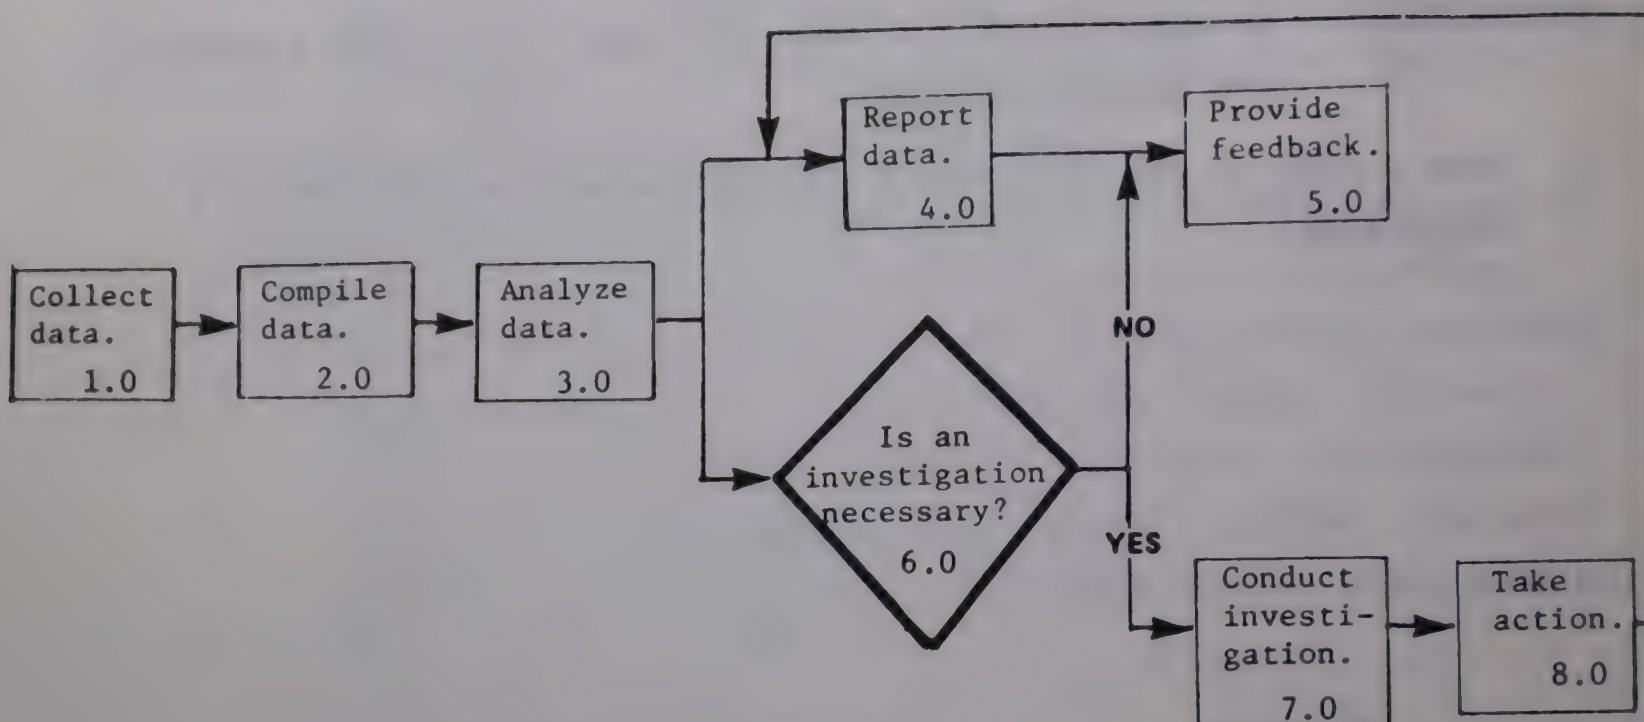 Collect
data.
1.0
Compile
data.
2.0
Analyze
data.
3.0
Report
data.
4.0
Provide
feedback.
5.0
Is an
investigation
necessary?
6.0
NO
YES
Conduct
investi-
gation.
7.0
Take
action.
8.0